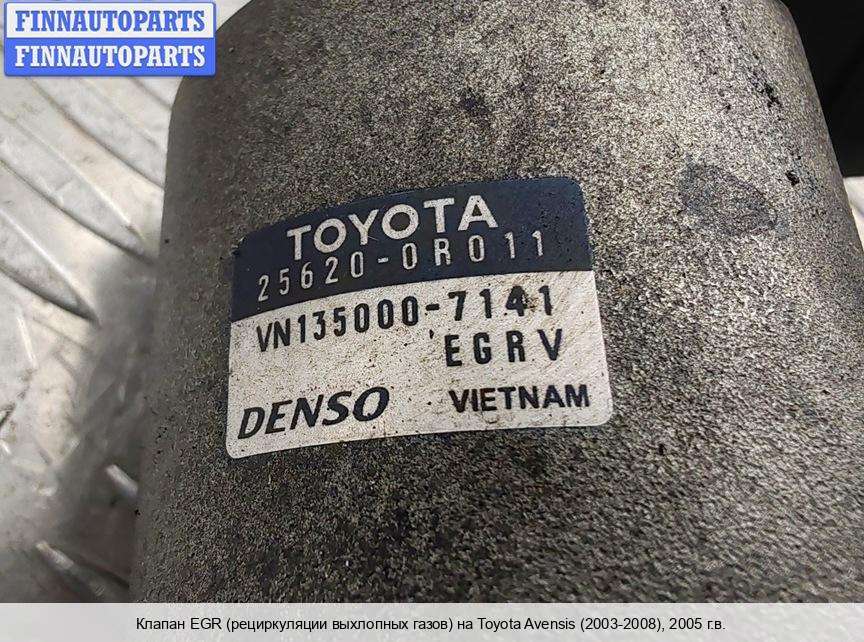 FINNAUTOPARTS
FINNAUTOPARTS
TOYOTA
25620-0R011
VN135000-7141
EGRV
DENSO VIETNAM
Клапан EGR (рециркуляции выхлопных газов) на Toyota Avensis (2003-2008), 2005 г.в.